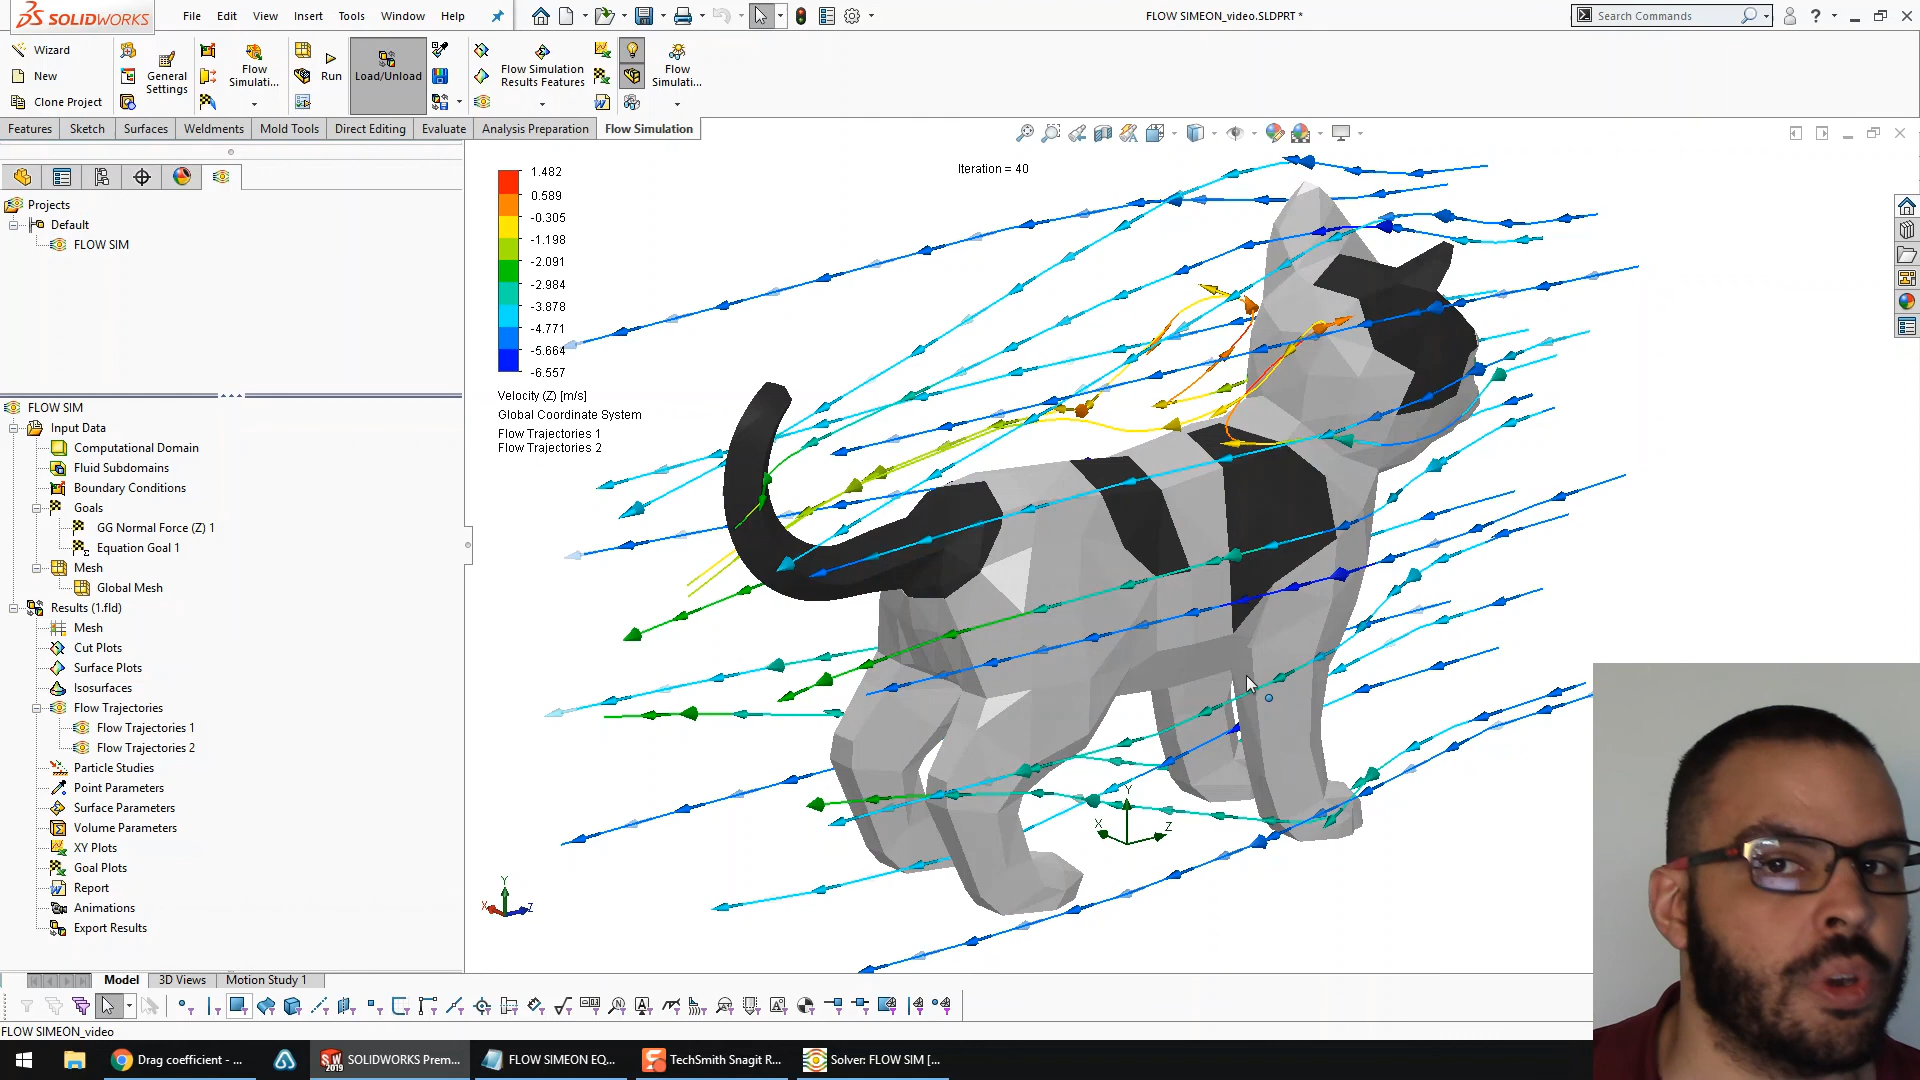 SOLIDWORKS File Edit View Insert Tools Window Help FLOW SIMEON_video.SLDPRT * Search Commands ?
Wizard
New
Clone Project
General
Settings
Flow
Simulati...
Run
Load/Unload
Flow Simulation
Results Features
Flow
Simulati...
Features Sketch Surfaces Weldments Mold Tools Direct Editing Evaluate Analysis Preparation Flow Simulation
Projects
Default
FLOW SIM
FLOW SIM
Input Data
Computational Domain
Fluid Subdomains
Boundary Conditions
Goals
GG Normal Force (Z) 1
Equation Goal 1
Mesh
Global Mesh
Results (1.fld)
Mesh
Cut Plots
Surface Plots
Isosurfaces
Flow Trajectories
Flow Trajectories 1
Flow Trajectories 2
Particle Studies
Point Parameters
Surface Parameters
Volume Parameters
XY Plots
Goal Plots
Report
Animations
Export Results
Iteration = 40
1.482
0.589
-0.305
-1.198
-2.091
-2.984
-3.878
-4.771
-5.664
-6.557
Velocity (Z) [m/s]
Global Coordinate System
Flow Trajectories 1
Flow Trajectories 2
Y
X
Z
Y
X
Z
Model 3D Views Motion Study 1
FLOW SIMEON_video
Drag coefficient - ...
SOLIDWORKS Prem...
FLOW SIMEON EQ...
TechSmith Snagit R...
Solver: FLOW SIM [...